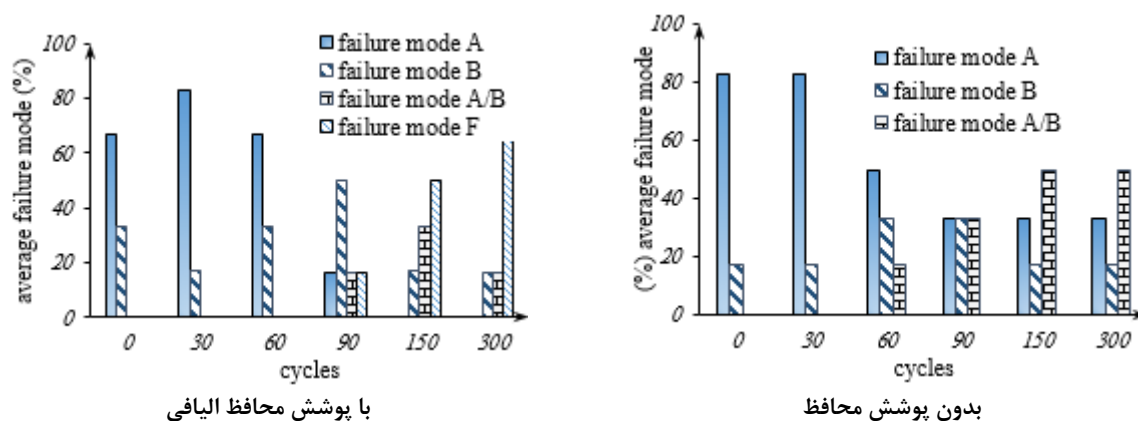 average failure mode (%)
100
80
60
40
20
0
failure mode A
failure mode B
failure mode A/B
failure mode F
0 30 60 90 150 300
cycles
با پوشش محافظ الیافی
(%) average failure mode
100
80
60
40
20
0
failure mode A
failure mode B
failure mode A/B
0 30 60 90 150 300
cycles
بدون پوشش محافظ